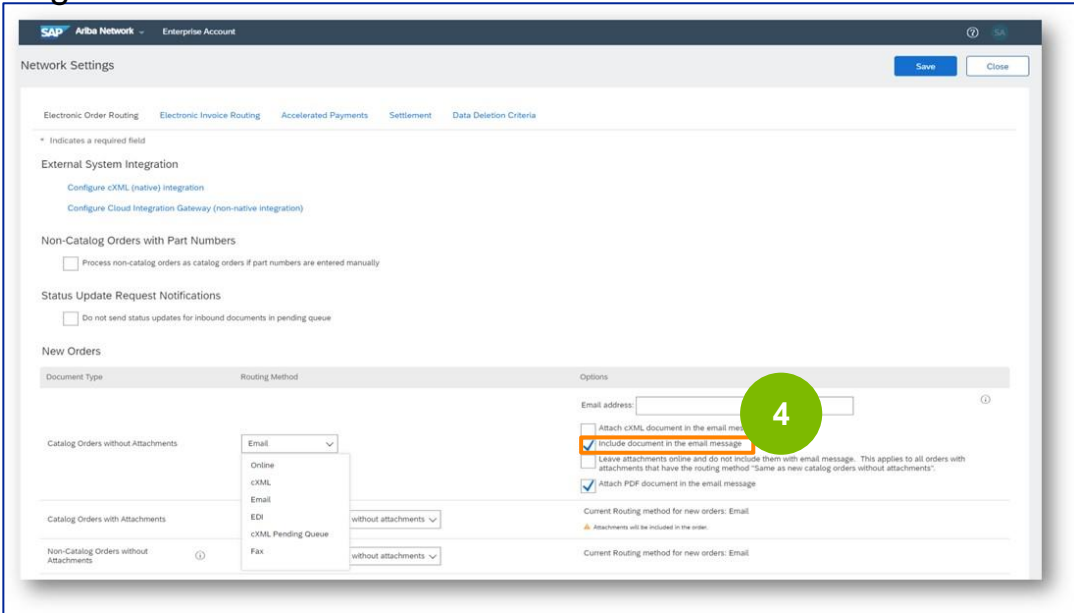 SAP Ariba Network Enterprise Account SA
Network Settings Save Close
Electronic Order Routing Electronic Invoice Routing Accelerated Payments Settlement Data Deletion Criteria
* Indicates a required field
External System Integration
Configure cXML (native) integration
Configure Cloud Integration Gateway (non-native integration)
Non-Catalog Orders with Part Numbers
Process non-catalog orders as catalog orders if part numbers are entered manually
Status Update Request Notifications
Do not send status updates for inbound documents in pending queue
New Orders
Document Type Routing Method Options
Email address:
4
Attach cXML document in the email
Catalog Orders without Attachments Email Include document in the email message
Leave attachments online and do not include them with email message. This applies to all orders with
attachments that have the routing method "Same as new catalog orders without attachments".
Attach PDF document in the email message
Online
cXML
Email
EDI
cXML Pending Queue
Fax
Catalog Orders with Attachments without attachments Current Routing method for new orders: Email
Attachments will be included in the order.
Non-Catalog Orders without
Attachments without attachments Current Routing method for new orders: Email